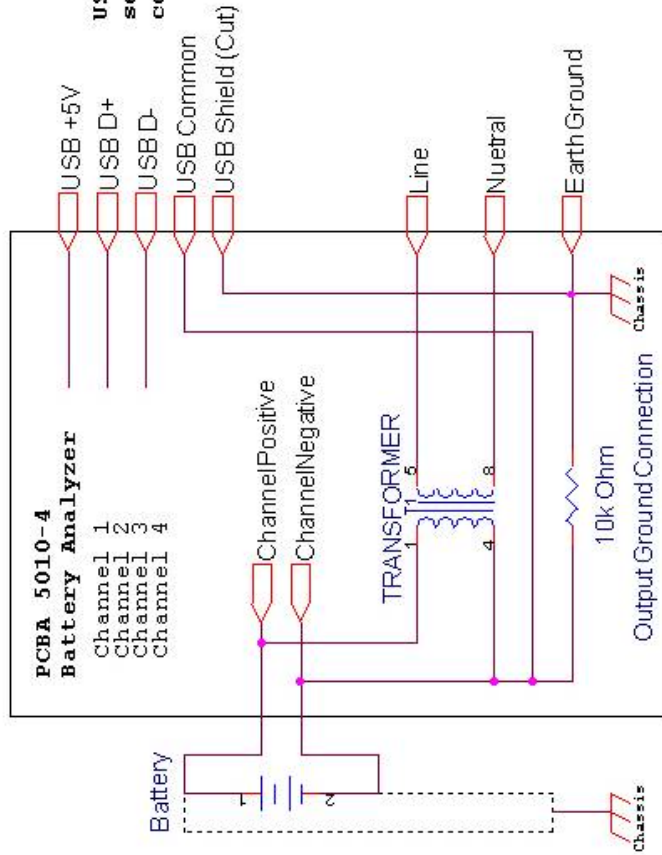 PCBA 5010-4
Battery Analyzer
Channel 1
Channel 2
Channel 3
Channel 4
USB +5V
USB D+
USB D-
USB Common
USB Shield (Cut)
ChannelPositive
ChannelNegative
Battery
1
2
TRANSFORMER
T1
1
5
4
8
Line
Nuetral
Earth Ground
10k Ohm
Output Ground Connection
Chassis
Chassis